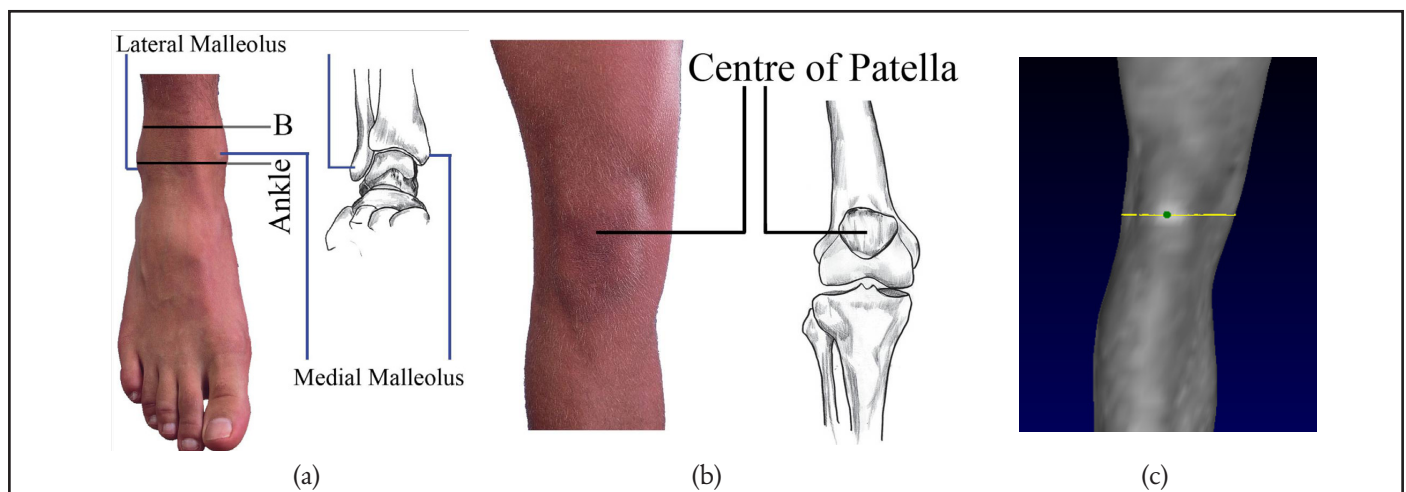 Lateral Malleolus
B
Ankle
Medial Malleolus
Centre of Patella
(a)
(b)
(c)